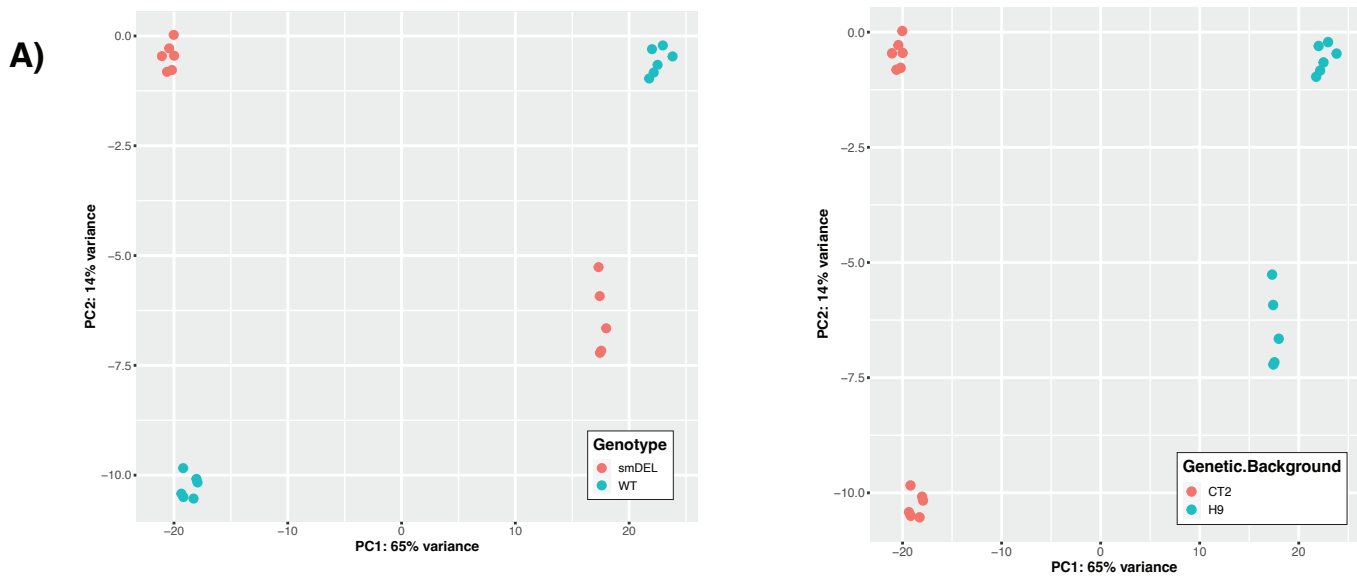 A)
0.0
−2.5
−5.0
−7.5
−10.0
PC2: 14% variance
−20
−10
0
10
20
PC1: 65% variance
Genotype
smDEL
WT
0.0
−2.5
−5.0
−7.5
−10.0
PC2: 14% variance
−20
−10
0
10
20
PC1: 65% variance
Genetic.Background
CT2
H9